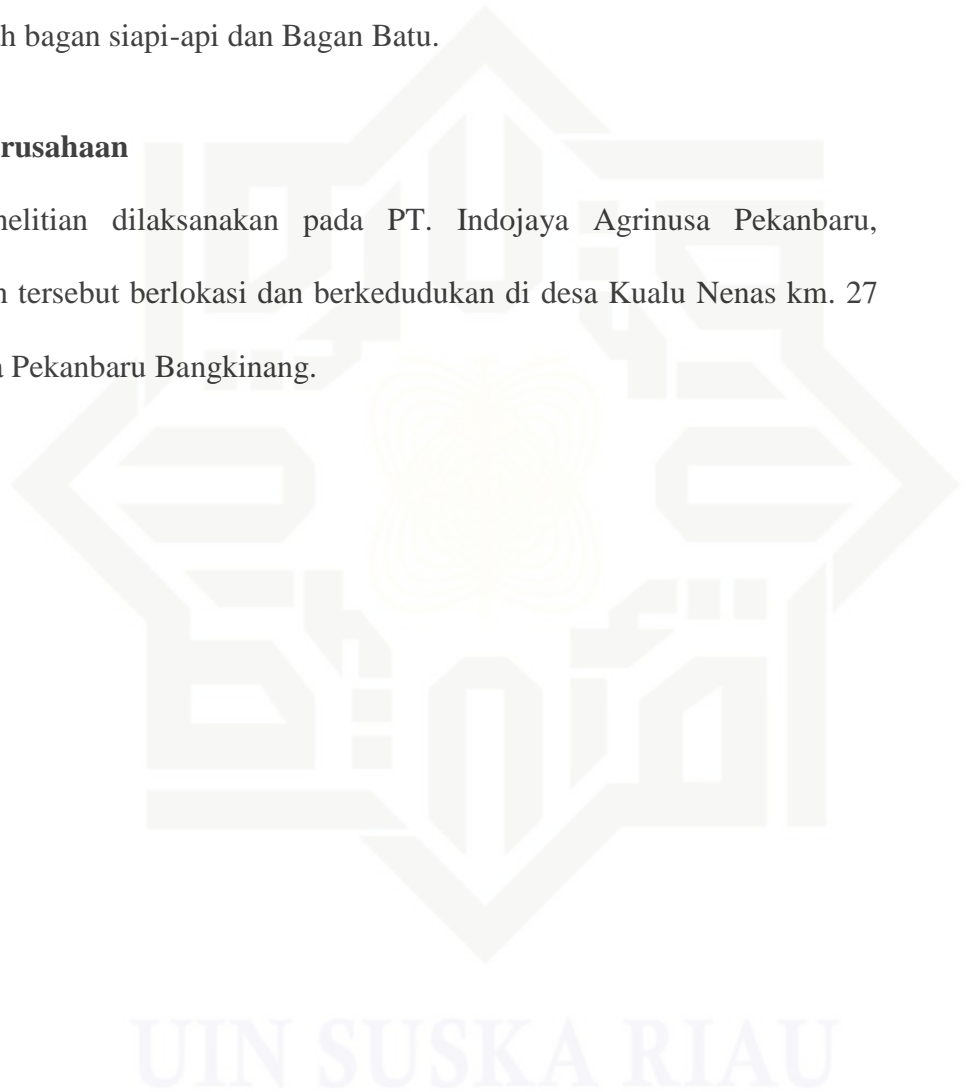 h bagan siapi-api dan Bagan Batu.
rusahaan
nelitian dilaksanakan pada PT. Indojaya Agrinusa Pekanbaru,
n tersebut berlokasi dan berkedudukan di desa Kualu Nenas km. 27
a Pekanbaru Bangkinang.
UIN SUSKA RIAU